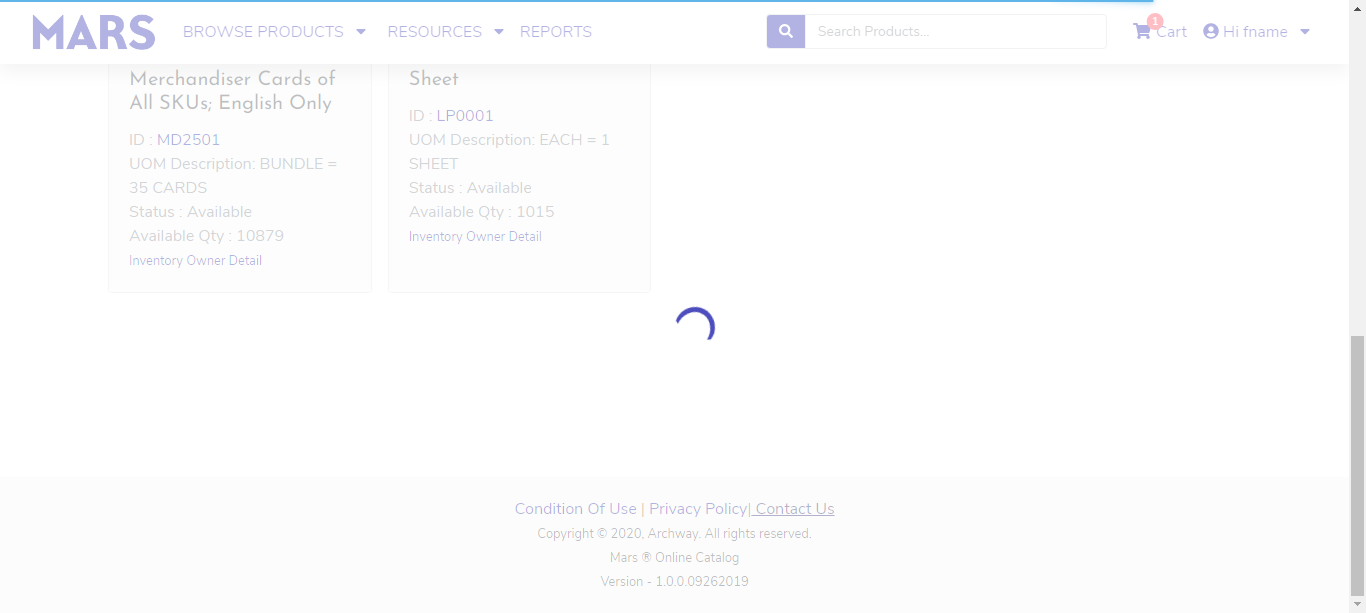 MARS
BROWSE PRODUCTS
RESOURCES
REPORTS
Search Products...
1
Cart
Hi fname
Merchandiser Cards of
All SKUs; English Only
ID : MD2501
UOM Description: BUNDLE =
35 CARDS
Status : Available
Available Qty : 10879
Inventory Owner Detail
Sheet
ID : LP0001
UOM Description: EACH = 1
SHEET
Status : Available
Available Qty : 1015
Inventory Owner Detail
Condition Of Use | Privacy Policy| Contact Us
Copyright © 2020, Archway. All rights reserved.
Mars ® Online Catalog
Version - 1.0.0.09262019